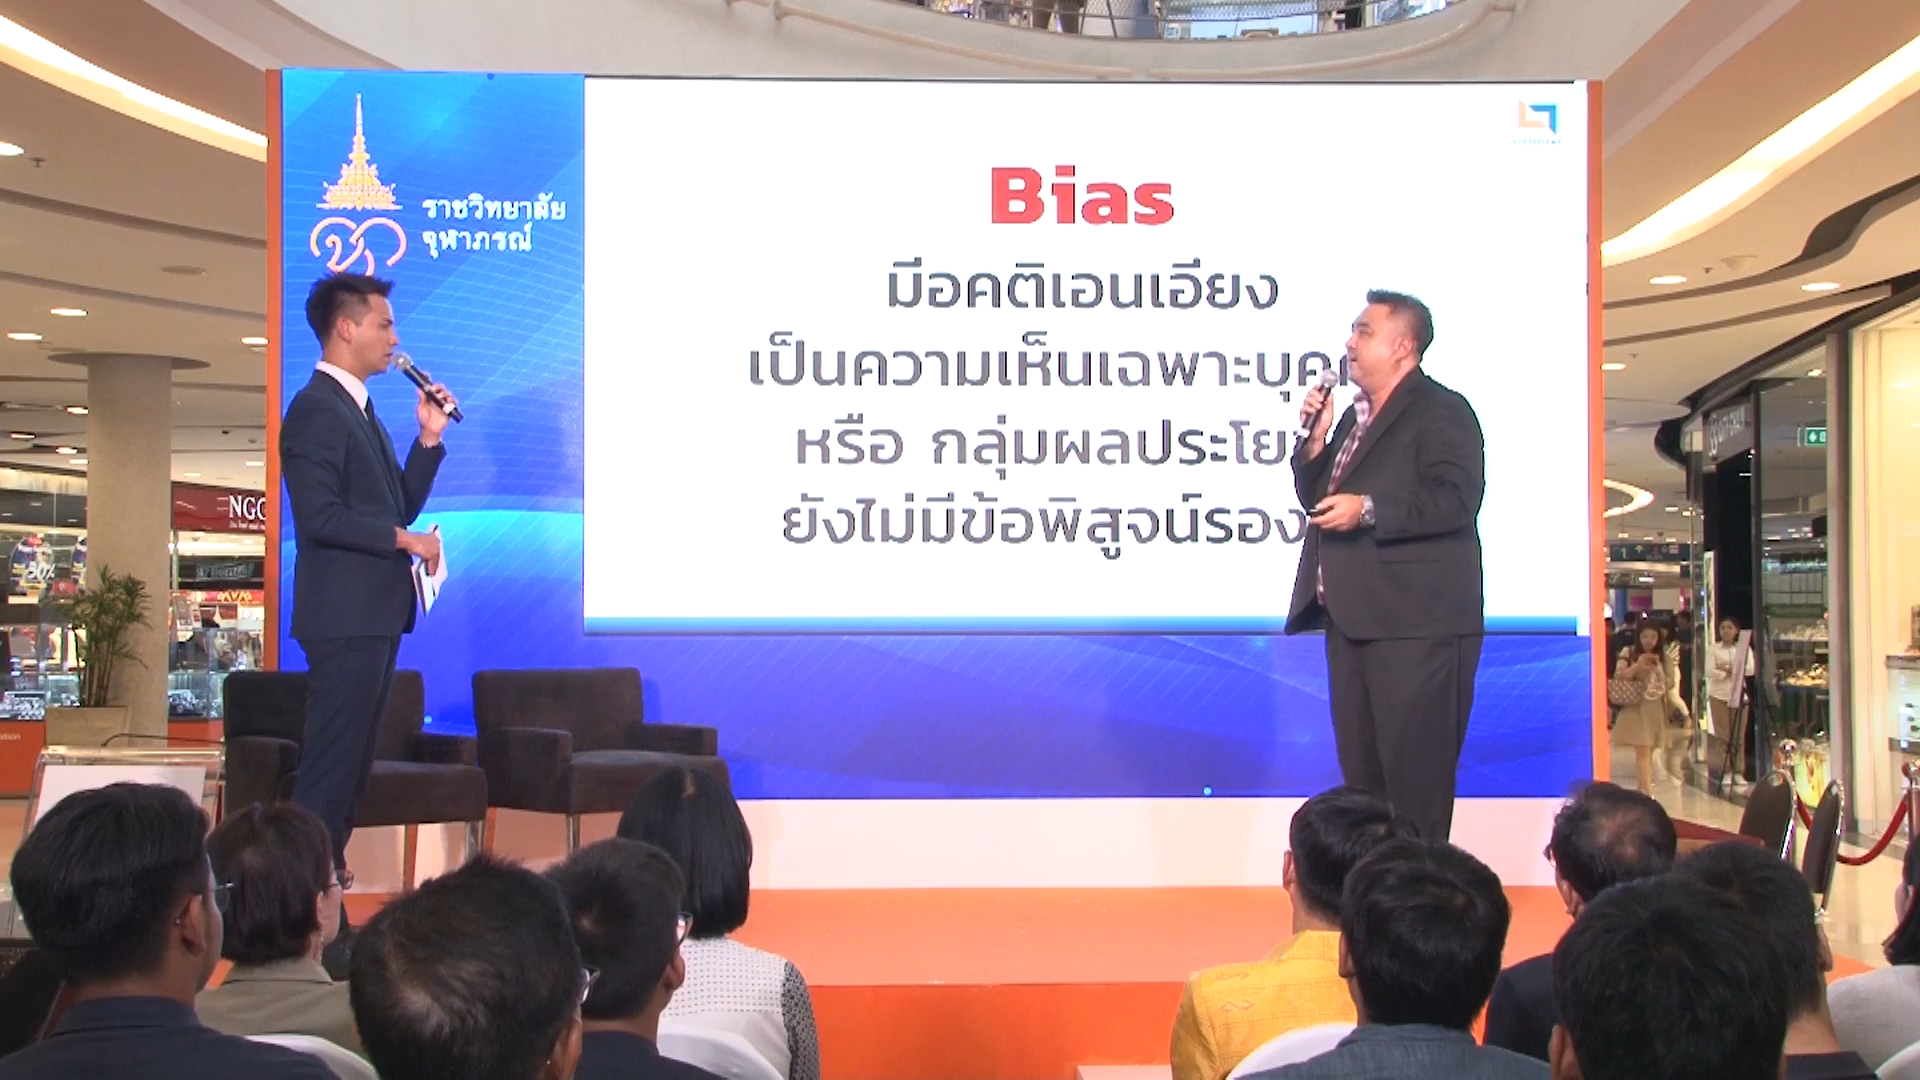 ราชวิทยาลัย
จุฬาภรณ์
Bias
มีอคติเอนเอียง
เป็นความเห็นเฉพาะบุค
หรือ กลุ่มผลประโย
ยังไม่มีข้อพิสูจน์รอง
NGG
30%